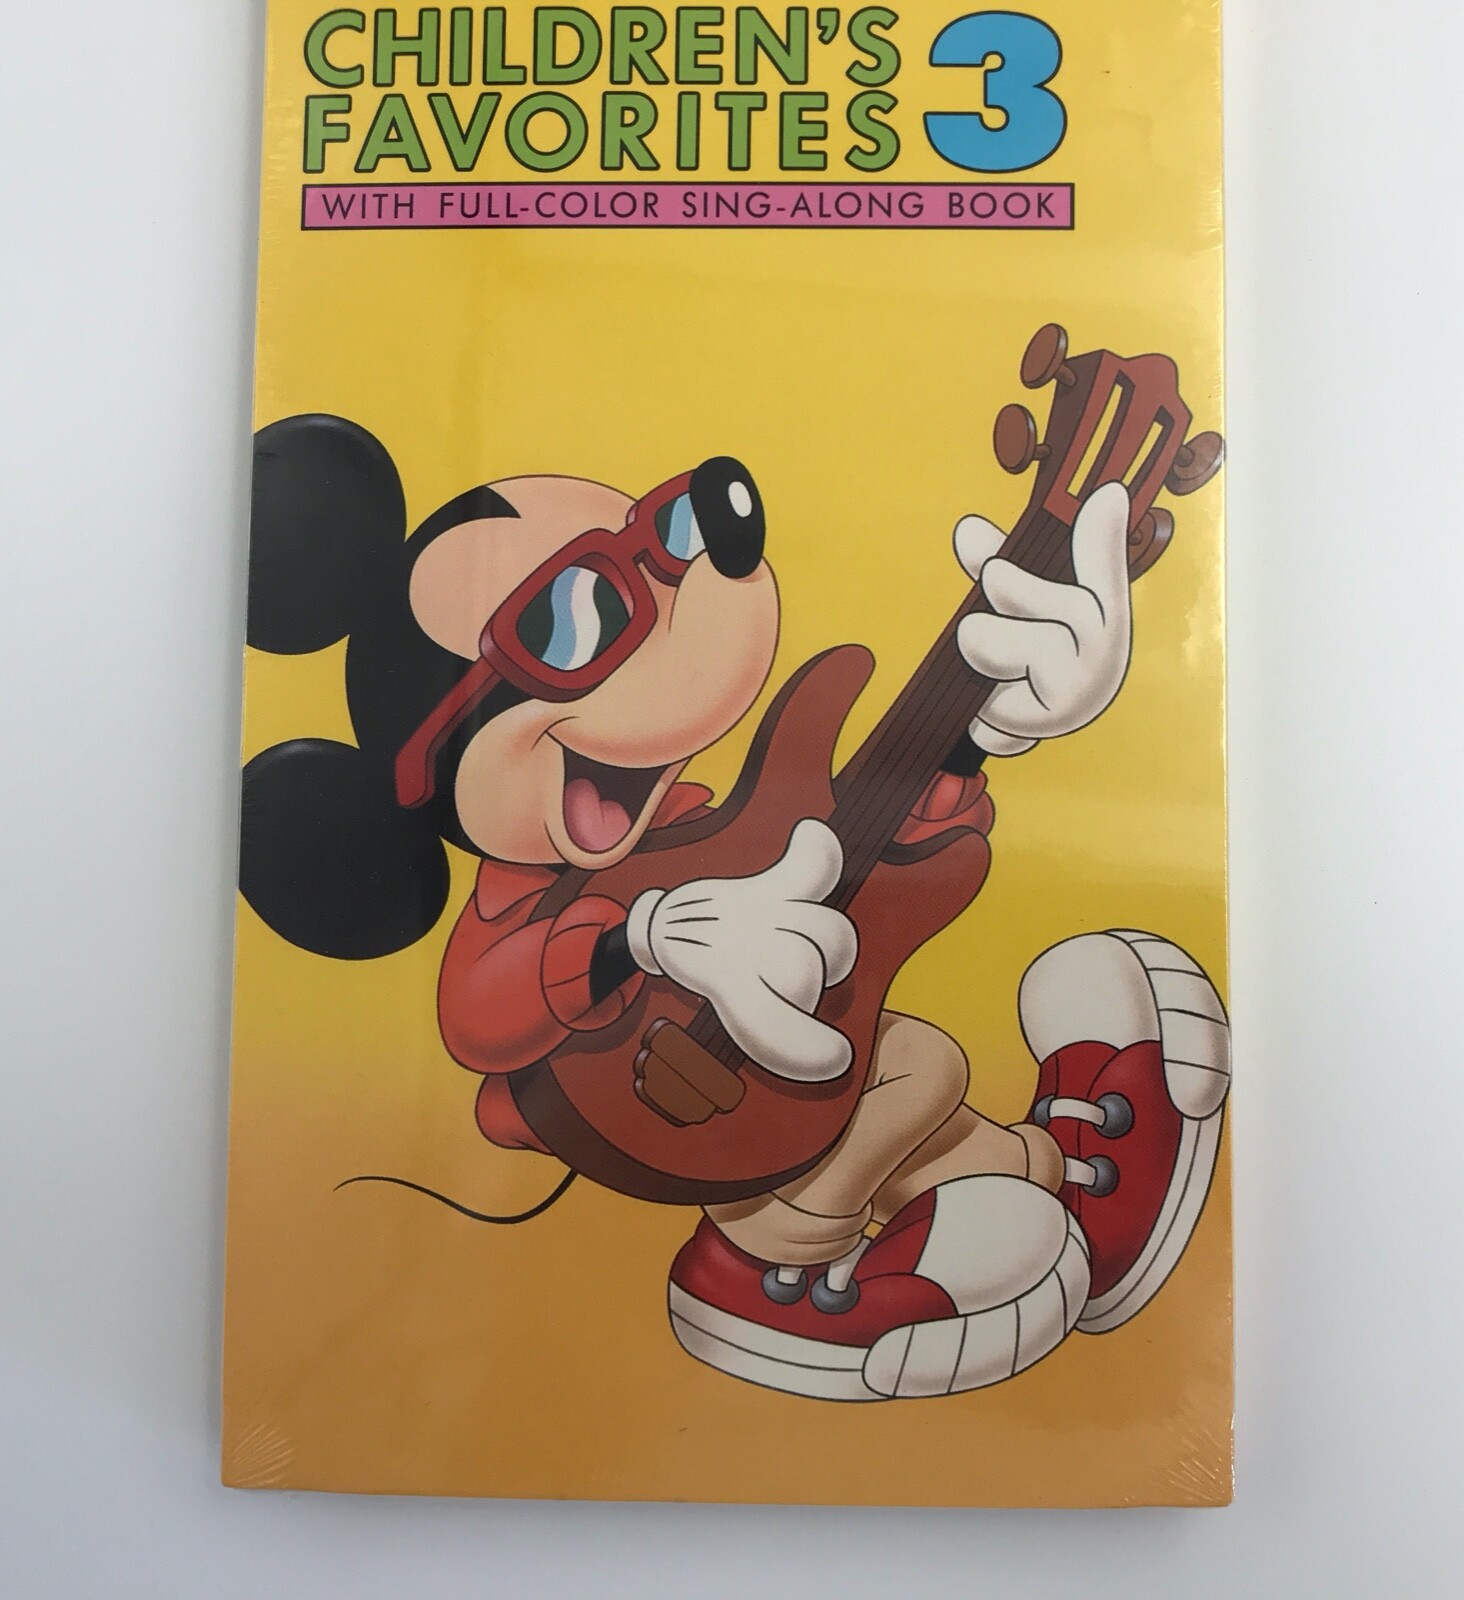 CHILDREN'S
FAVORITES 3
WITH FULL-COLOR SING-ALONG BOOK